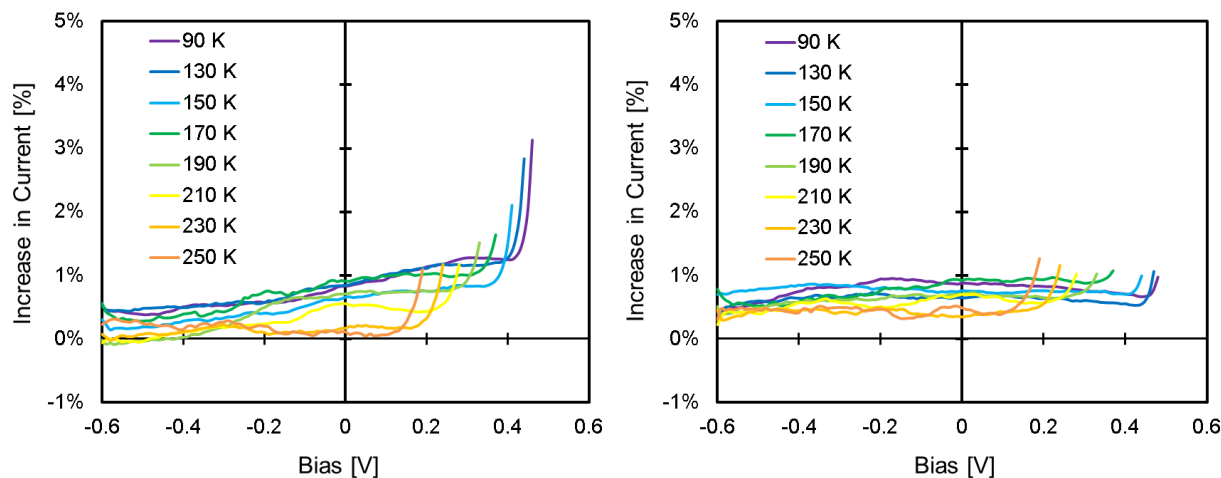 5%
4%
3%
2%
1%
0%
-1%
Increase in Current [%]
90 K
130 K
150 K
170 K
190 K
210 K
230 K
250 K
-0.6
-0.4
-0.2
0
0.2
0.4
0.6
Bias [V]
5%
4%
3%
2%
1%
0%
-1%
Increase in Current [%]
90 K
130 K
150 K
170 K
190 K
210 K
230 K
250 K
-0.6
-0.4
-0.2
0
0.2
0.4
0.6
Bias [V]